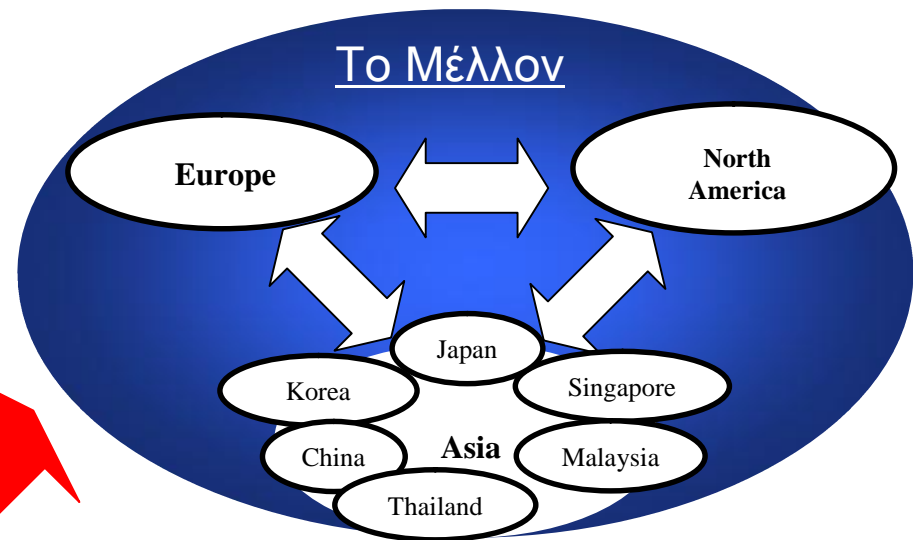 Το Μέλλον
Europe
North
America
Japan
Korea
Singapore
China
Asia
Malaysia
Thailand